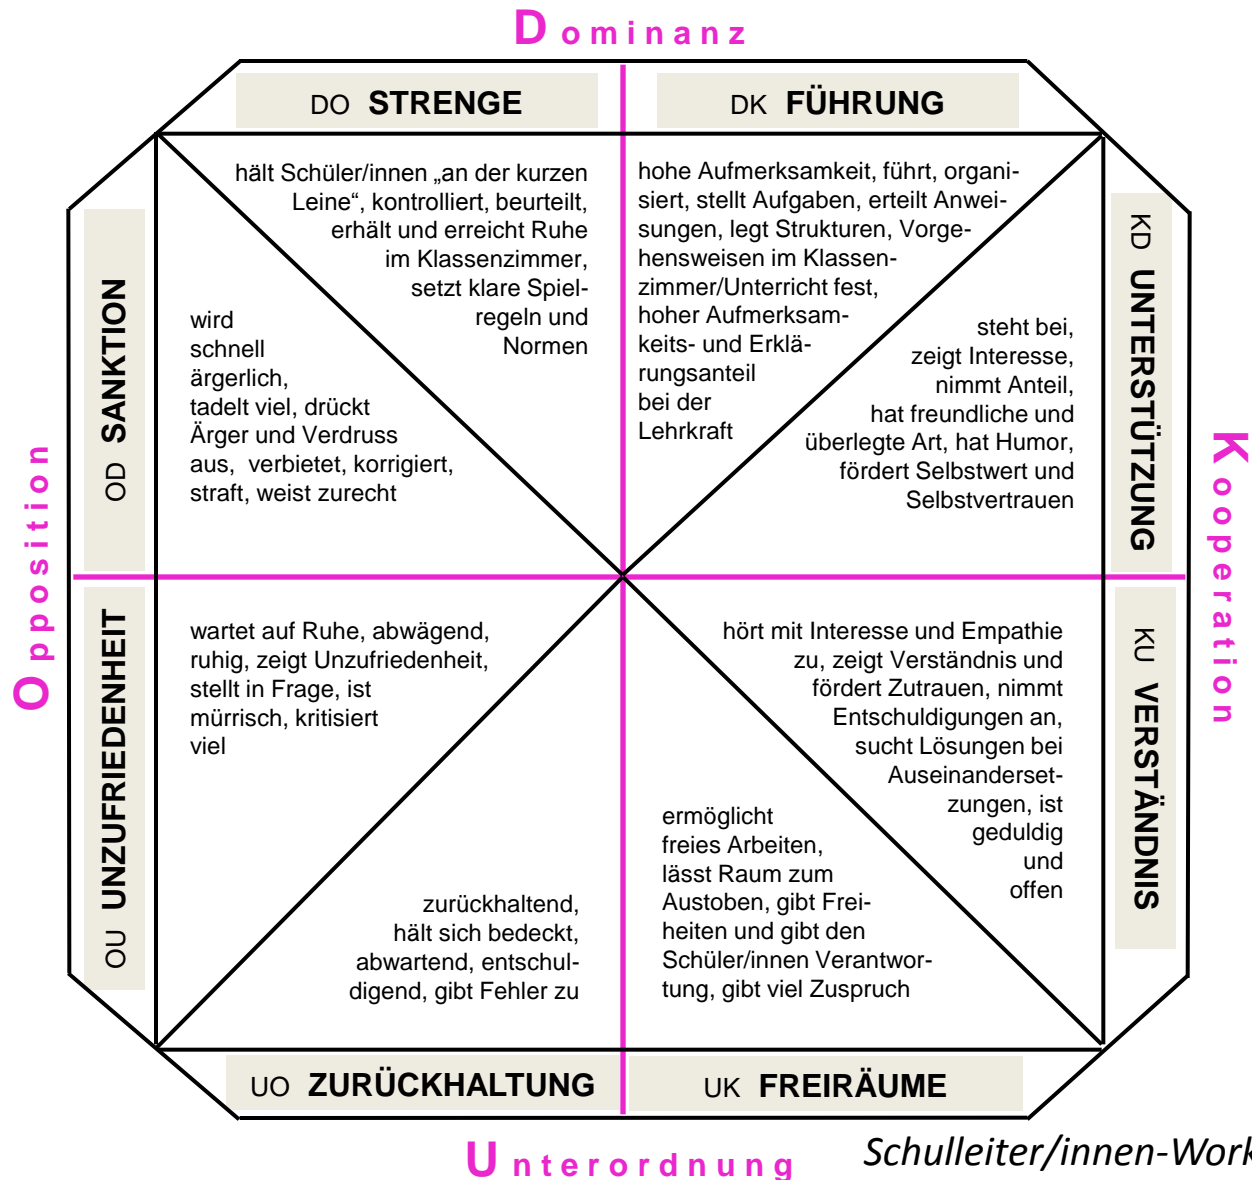 Dominanz
DO STRENGE
DK FÜHRUNG
hält Schüler/innen „an der kurzen
Leine“, kontrolliert, beurteilt,
erhält und erreicht Ruhe
im Klassenzimmer,
setzt klare Spiel-
regeln und
Normen
hohe Aufmerksamkeit, führt, organi-
siert, stellt Aufgaben, erteilt Anwei-
sungen, legt Strukturen, Vorge-
hensweisen im Klassen-
zimmer/Unterricht fest,
hoher Aufmerksam-
keits- und Erklä-
rungsanteil
bei der
Lehrkraft
OD SANKTION
wird
schnell
ärgerlich,
tadelt viel, drückt
Ärger und Verdruss
aus, verbietet, korrigiert,
straft, weist zurecht
steht bei,
zeigt Interesse,
nimmt Anteil,
hat freundliche und
überlegte Art, hat Humor,
fördert Selbstwert und
Selbstvertrauen
KD UNTERSTÜTZUNG
Opposition
Kooperation
OU UNZUFRIEDENHEIT
wartet auf Ruhe, abwägend,
ruhig, zeigt Unzufriedenheit,
stellt in Frage, ist
mürrisch, kritisiert
viel
hört mit Interesse und Empathie
zu, zeigt Verständnis und
fördert Zutrauen, nimmt
Entschuldigungen an,
sucht Lösungen bei
Auseinanderset-
zungen, ist
geduldig
und
offen
KU VERSTÄNDNIS
zurückhaltend,
hält sich bedeckt,
abwartend, entschul-
digend, gibt Fehler zu
ermöglicht
freies Arbeiten,
lässt Raum zum
Austoben, gibt Frei-
heiten und gibt den
Schüler/innen Verantwor-
tung, gibt viel Zuspruch
UO ZURÜCKHALTUNG
UK FREIRÄUME
Unterordnung
Schulleiter/innen-Work